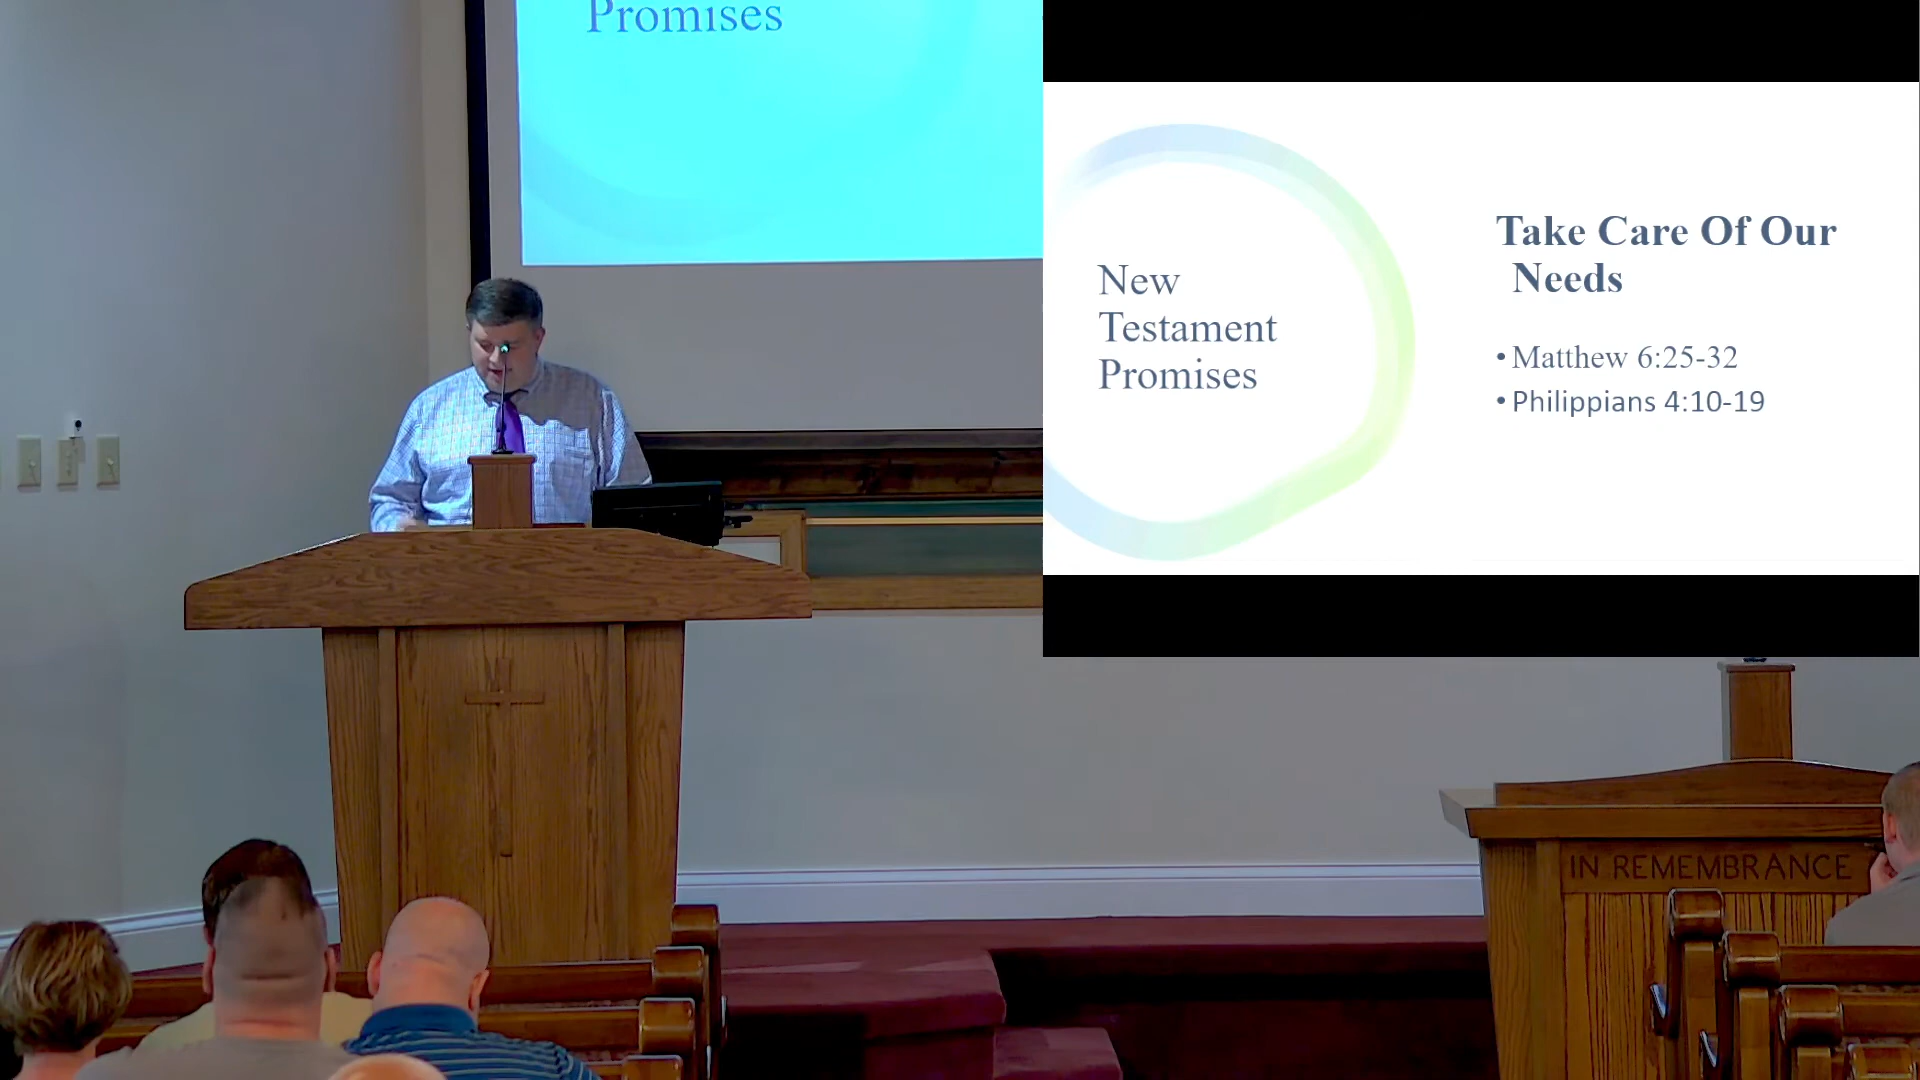 Promises
New
Testament
Promises
Take Care Of Our
Needs
• Matthew 6:25-32
• Philippians 4:10-19
IN REMEMBRANCE